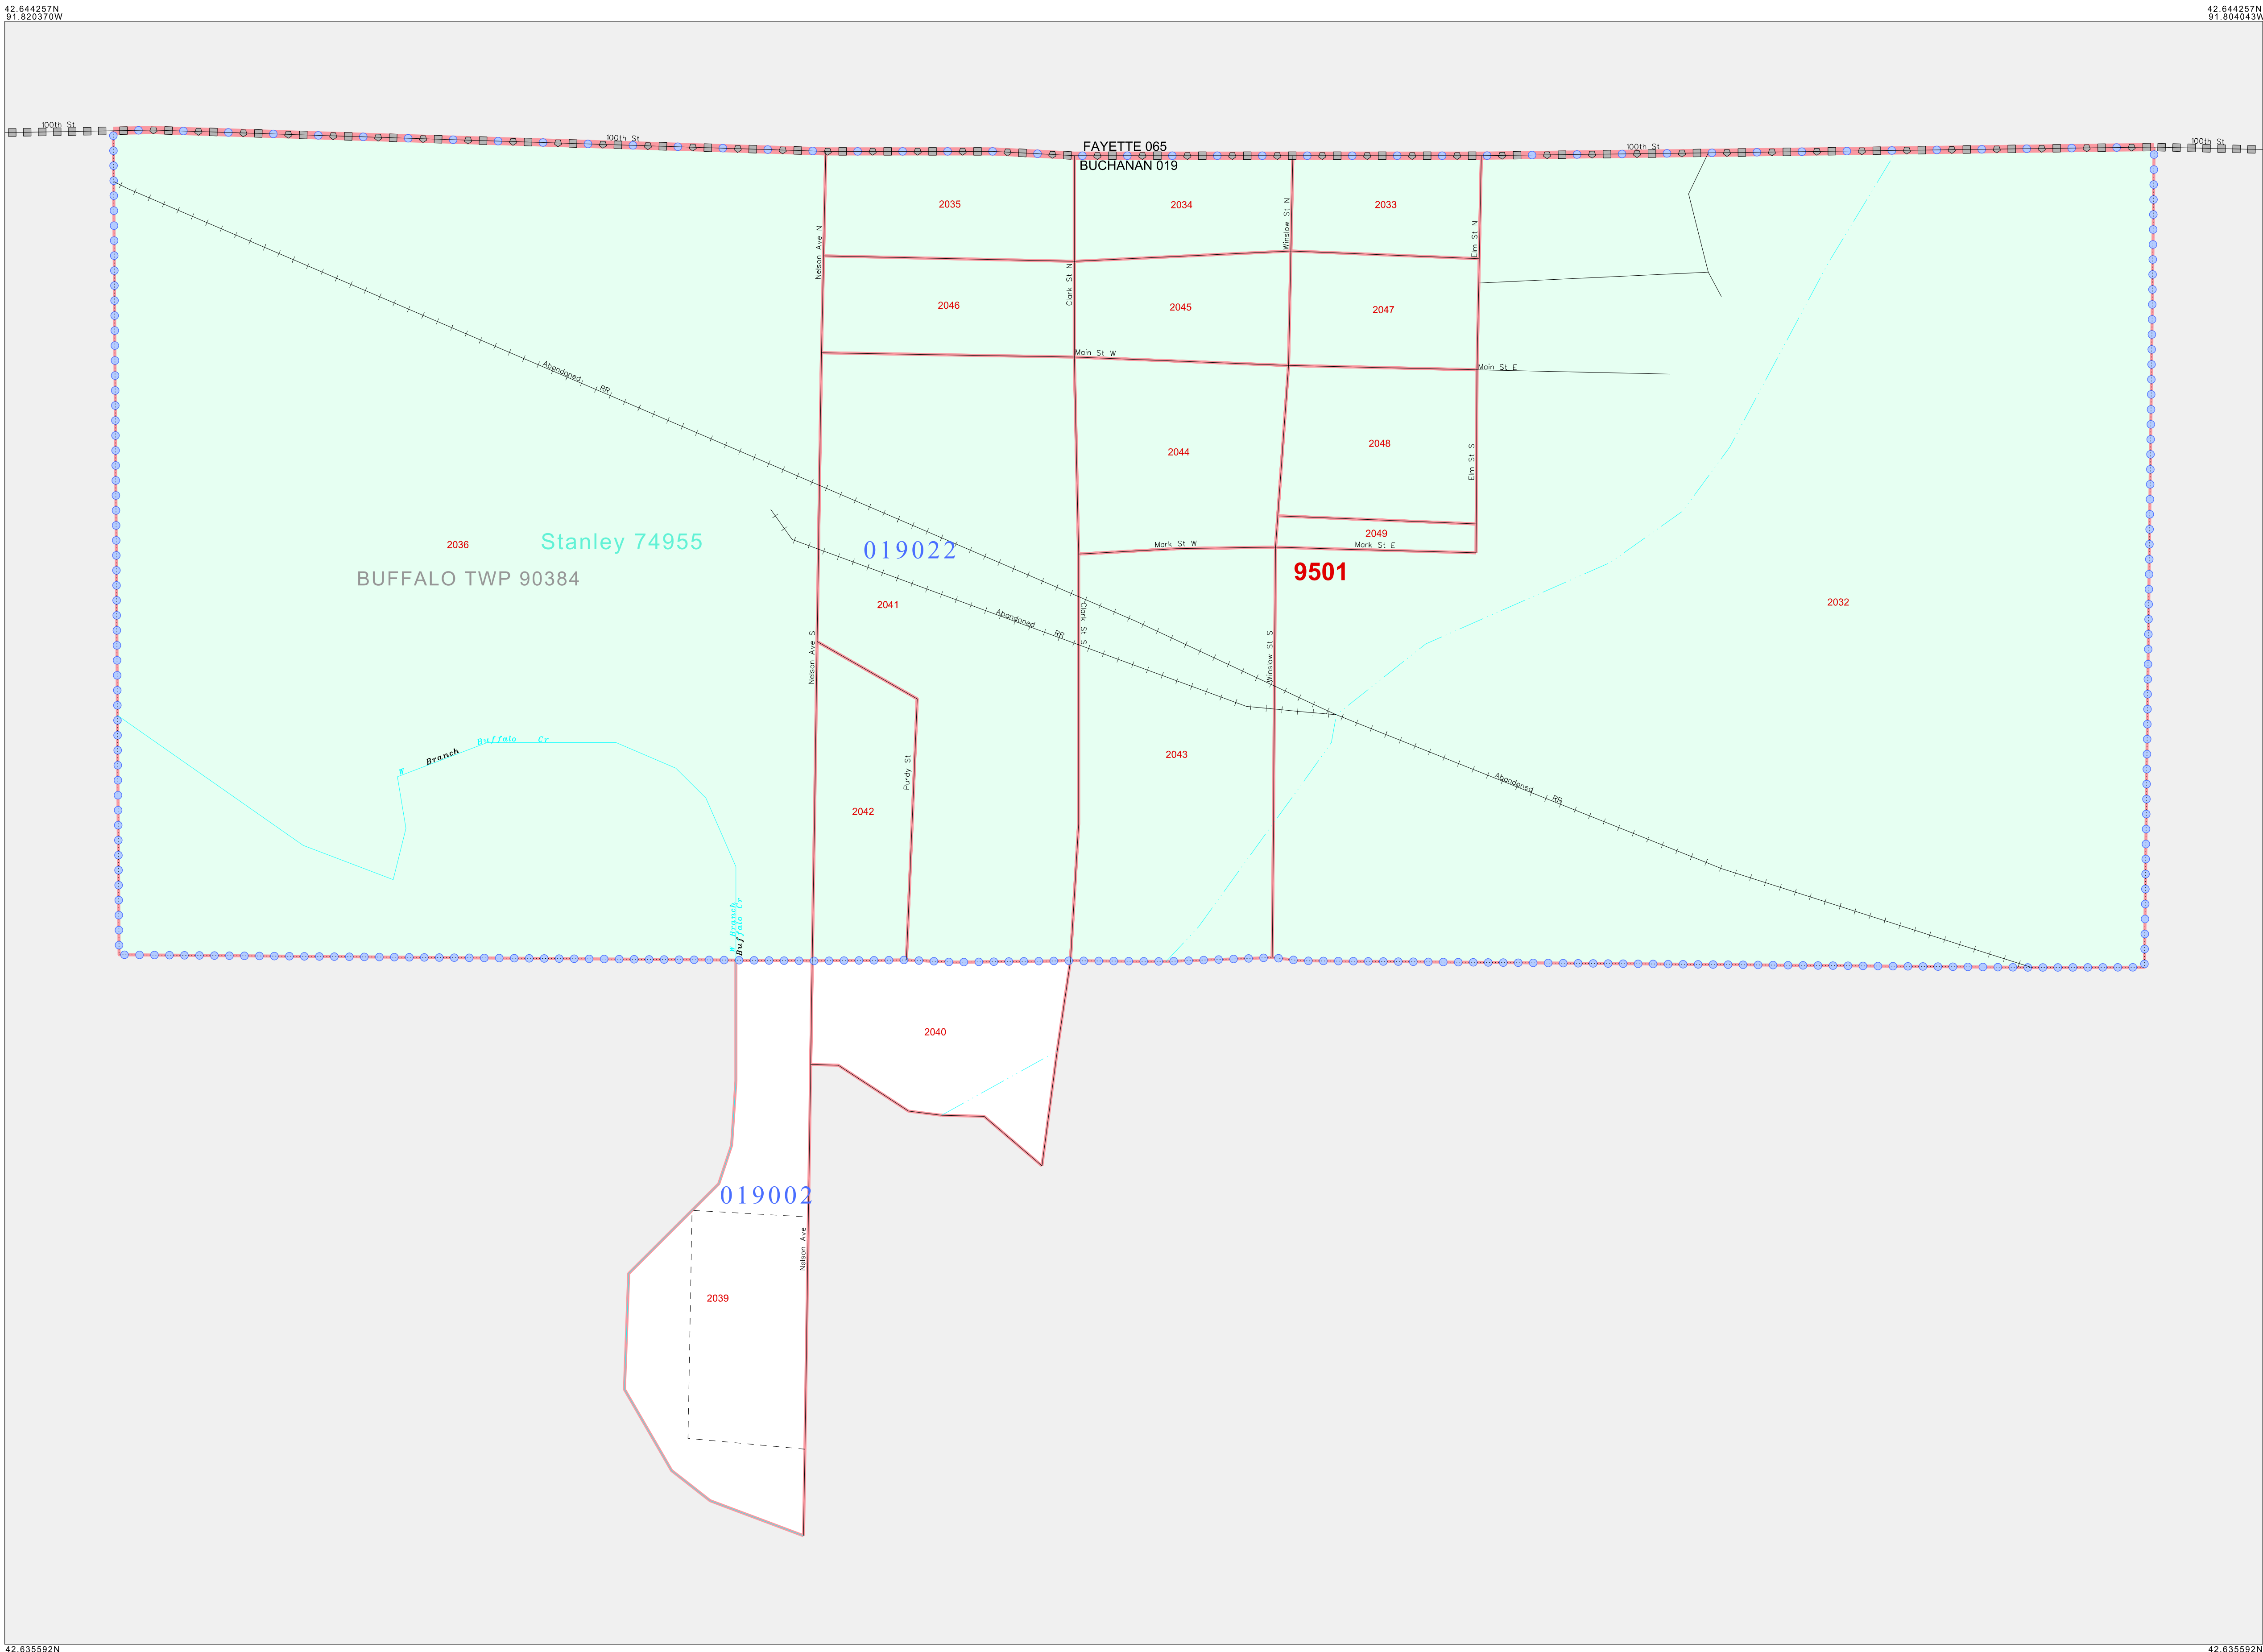 42.644257N
91.820370W
42.644257N
91.804043W
100th St
100th St
FAYETTE 065
BUCHANAN 019
100th St
100th St
2035
2034
2033
Nelson Ave N
Clark St N
Winslow St N
Elm St N
2046
2045
2047
Main St W
Main St E
Abandoned RR
2044
2048
Elm St S
2036
Stanley 74955
019022
2049
Mark St W
Mark St E
BUFFALO TWP 90384
9501
2041
Abandoned RR
Clark St S
2032
Nelson Ave S
Winslow St S
W Branch Buffalo Cr
2043
Purdy St
Abandoned RR
2042
W Branch
Buffalo Cr
2040
019002
Nelson Ave
2039
42.635592N
42.635592N